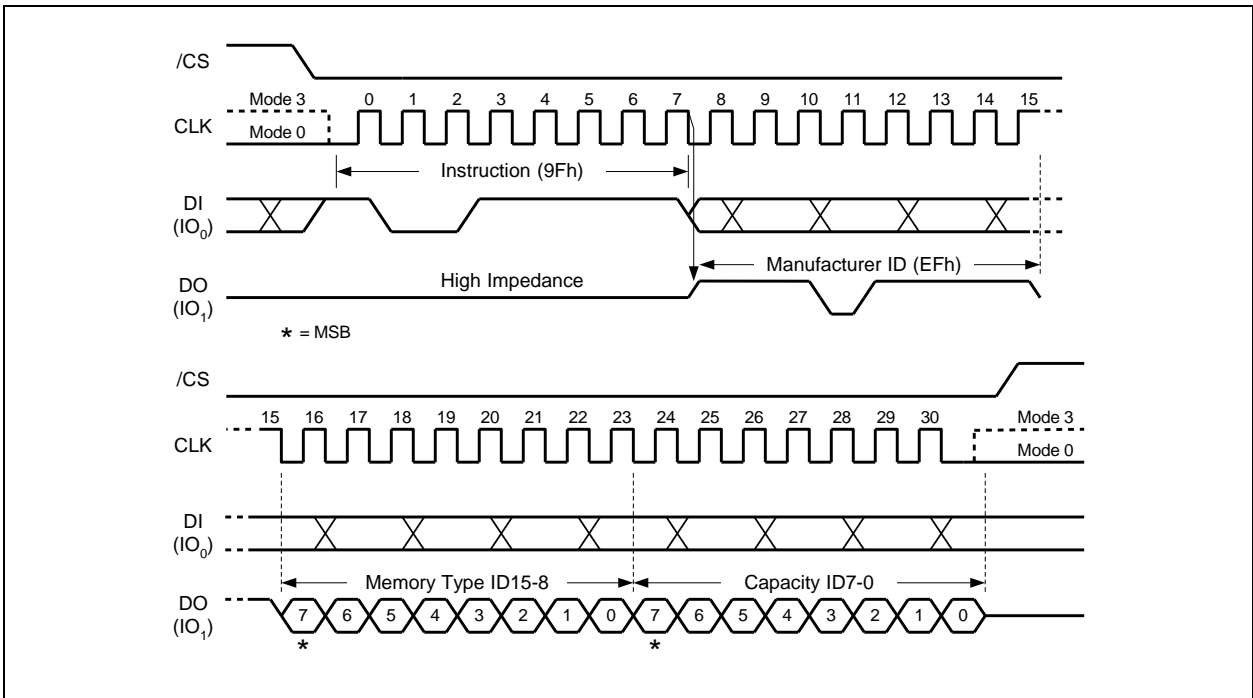 /CS
Mode 3 0 1 2 3 4 5 6 7 8 9 10 11 12 13 14 15
CLK
Mode 0
Instruction (9Fh)
DI
(IO₀)
Manufacturer ID (EFh)
High Impedance
DO
(IO₁)
* = MSB
/CS
15 16 17 18 19 20 21 22 23 24 25 26 27 28 29 30 Mode 3
CLK
Mode 0
DI
(IO₀)
Memory Type ID15-8 Capacity ID7-0
DO
7 6 5 4 3 2 1 0 7 6 5 4 3 2 1 0
(IO₁)
* *